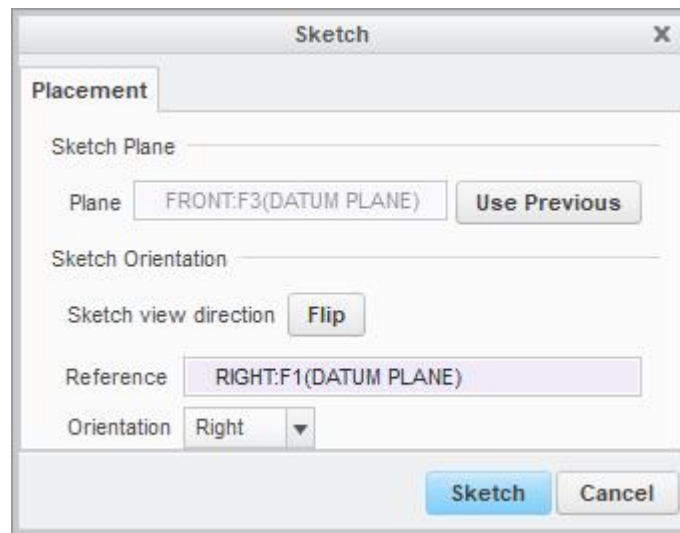 Sketch
Placement
Sketch Plane
Plane FRONT:F3(DATUM PLANE) Use Previous
Sketch Orientation
Sketch view direction Flip
Reference RIGHT:F1(DATUM PLANE)
Orientation Right
Sketch Cancel